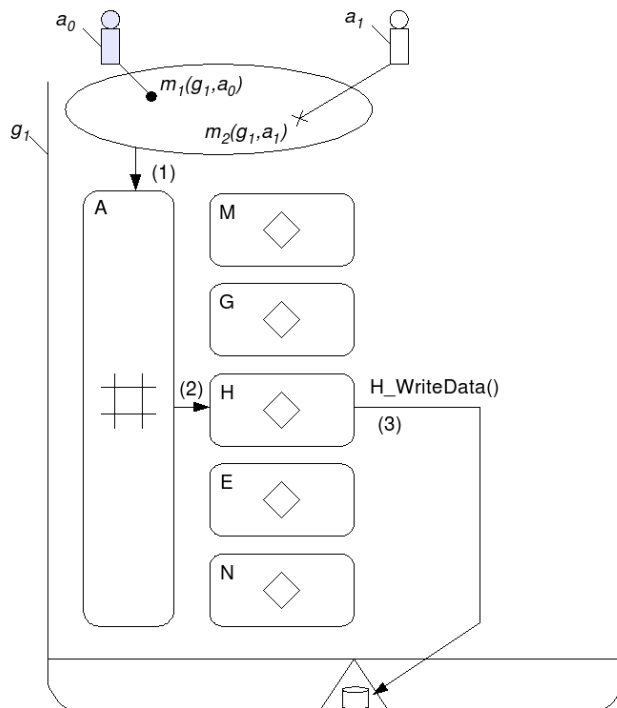 a0
a1
m1(g1,a0)
g1
m2(g1,a1)
(1)
A
M
G
(2)
H
H_WriteData()
(3)
E
N